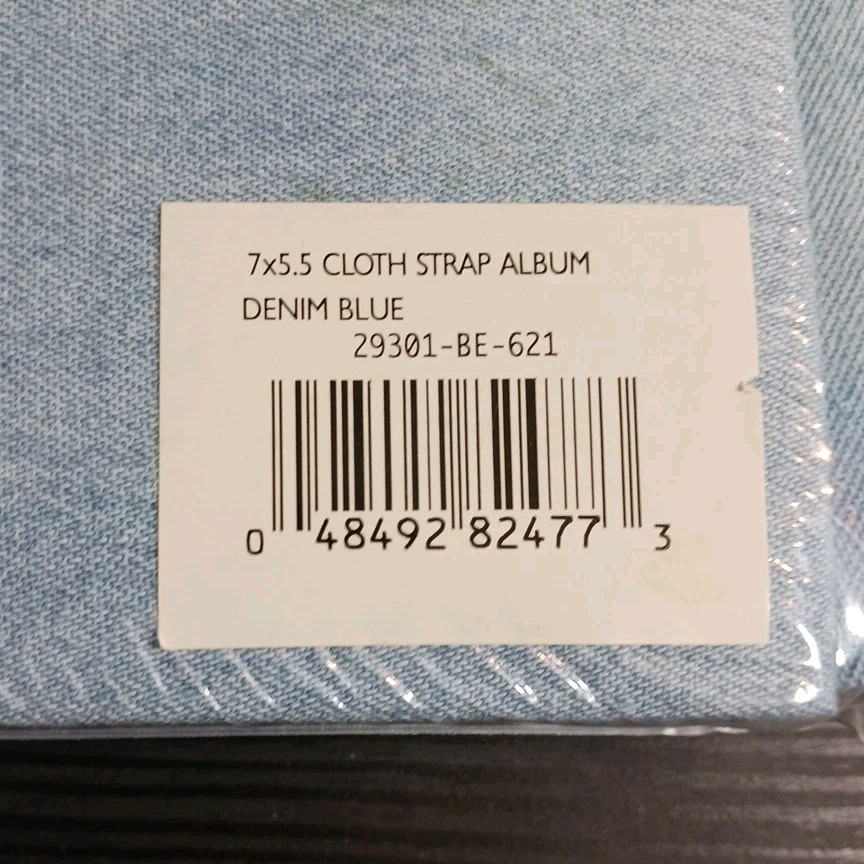 7x5.5 CLOTH STRAP ALBUM
DENIM BLUE
29301-BE-621
0 48492 82477 3